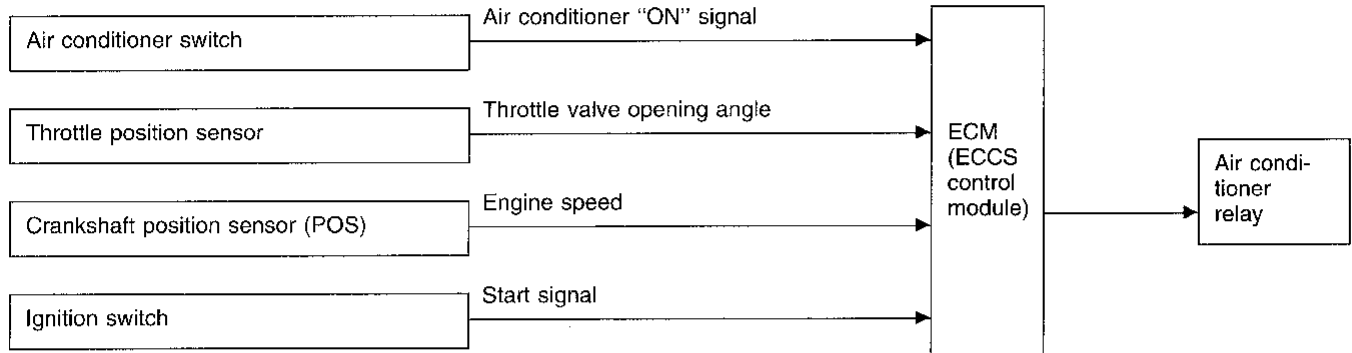 Air conditioner switch
Air conditioner “ON” signal
Throttle position sensor
Throttle valve opening angle
Crankshaft position sensor (POS)
Engine speed
Ignition switch
Start signal
ECM
(ECCS
control
module)
Air condi-
tioner
relay